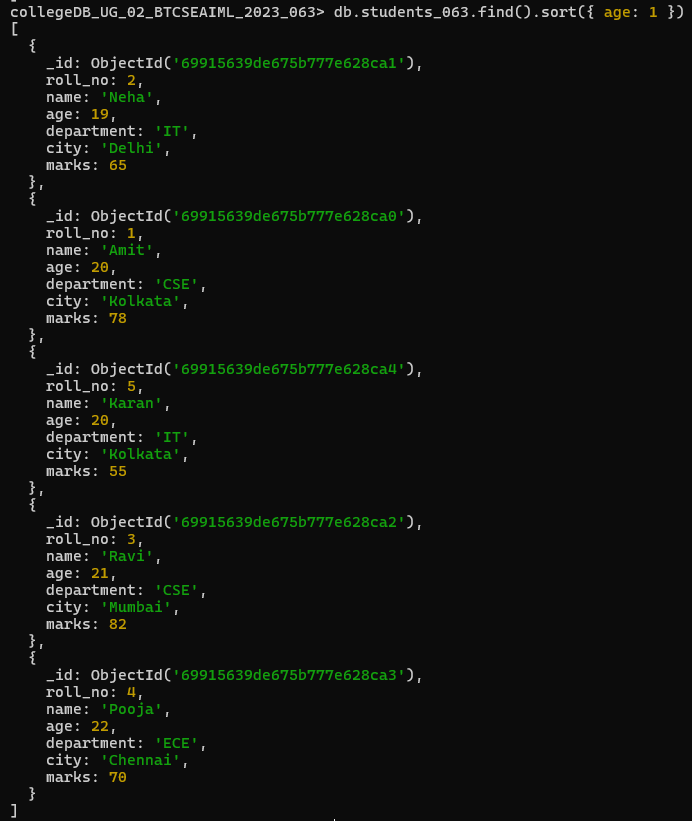 collegeDB_UG_02_BTCSEAIML_2023_063> db.students_063.find().sort({ age: 1 })
[
  {
    _id: ObjectId('69915639de675b777e628ca1'),
    roll_no: 2,
    name: 'Neha',
    age: 19,
    department: 'IT',
    city: 'Delhi',
    marks: 65
  },
  {
    _id: ObjectId('69915639de675b777e628ca0'),
    roll_no: 1,
    name: 'Amit',
    age: 20,
    department: 'CSE',
    city: 'Kolkata',
    marks: 78
  },
  {
    _id: ObjectId('69915639de675b777e628ca4'),
    roll_no: 5,
    name: 'Karan',
    age: 20,
    department: 'IT',
    city: 'Kolkata',
    marks: 55
  },
  {
    _id: ObjectId('69915639de675b777e628ca2'),
    roll_no: 3,
    name: 'Ravi',
    age: 21,
    department: 'CSE',
    city: 'Mumbai',
    marks: 82
  },
  {
    _id: ObjectId('69915639de675b777e628ca3'),
    roll_no: 4,
    name: 'Pooja',
    age: 22,
    department: 'ECE',
    city: 'Chennai',
    marks: 70
  }
]